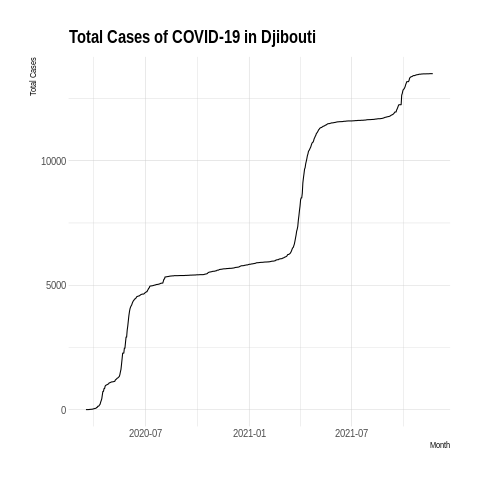 Total Cases of COVID-19 in Djibouti
Total Cases
10000
5000
0
2020-07
2021-01
2021-07
Month